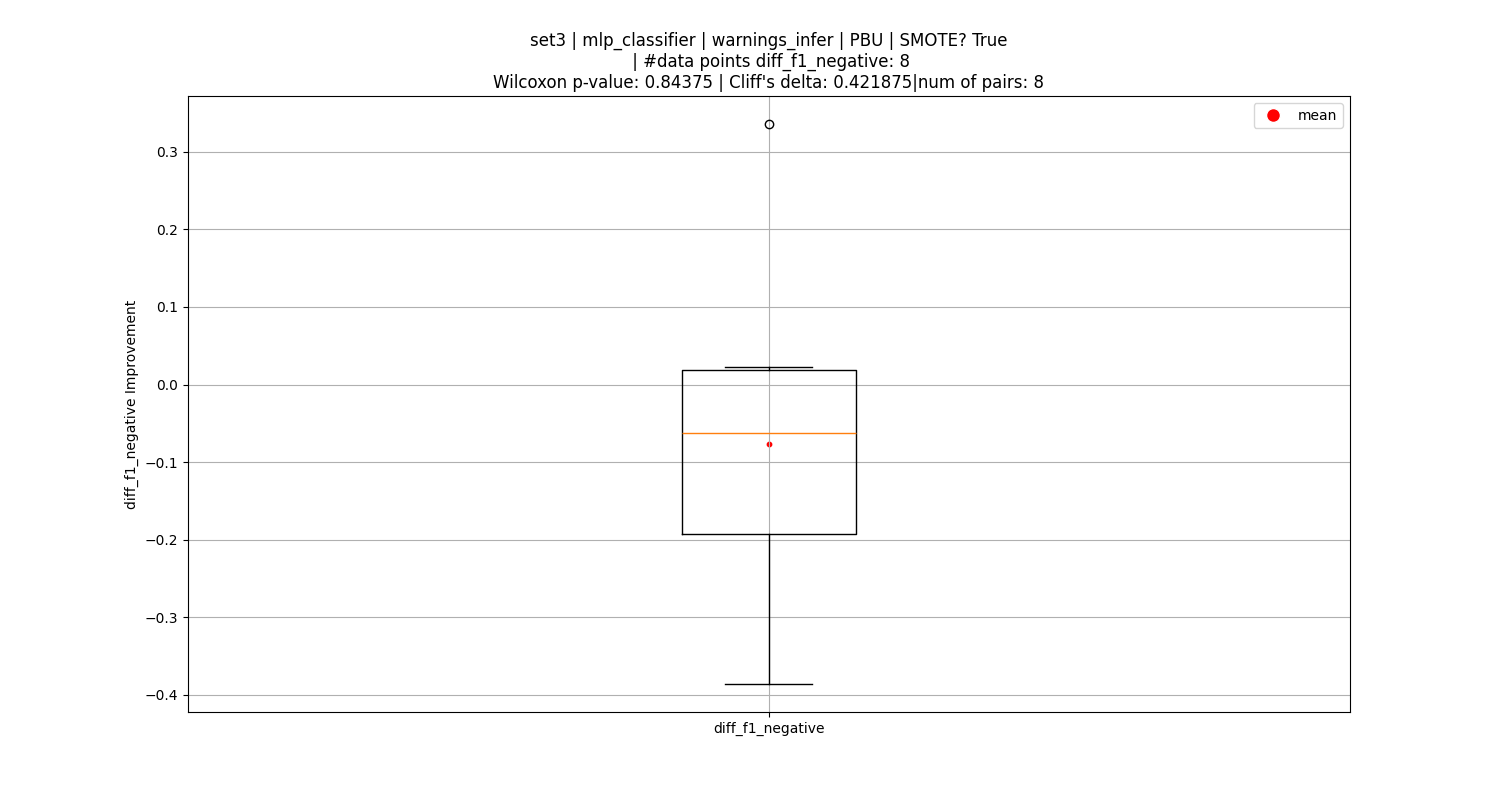 set3 | mlp_classifier | warnings_infer | PBU | SMOTE? True
| #data points diff_f1_negative: 8
Wilcoxon p-value: 0.84375 | Cliff's delta: 0.421875|num of pairs: 8
mean
0.3
0.2
0.1
0.0
−0.1
−0.2
−0.3
−0.4
diff_f1_negative Improvement
diff_f1_negative